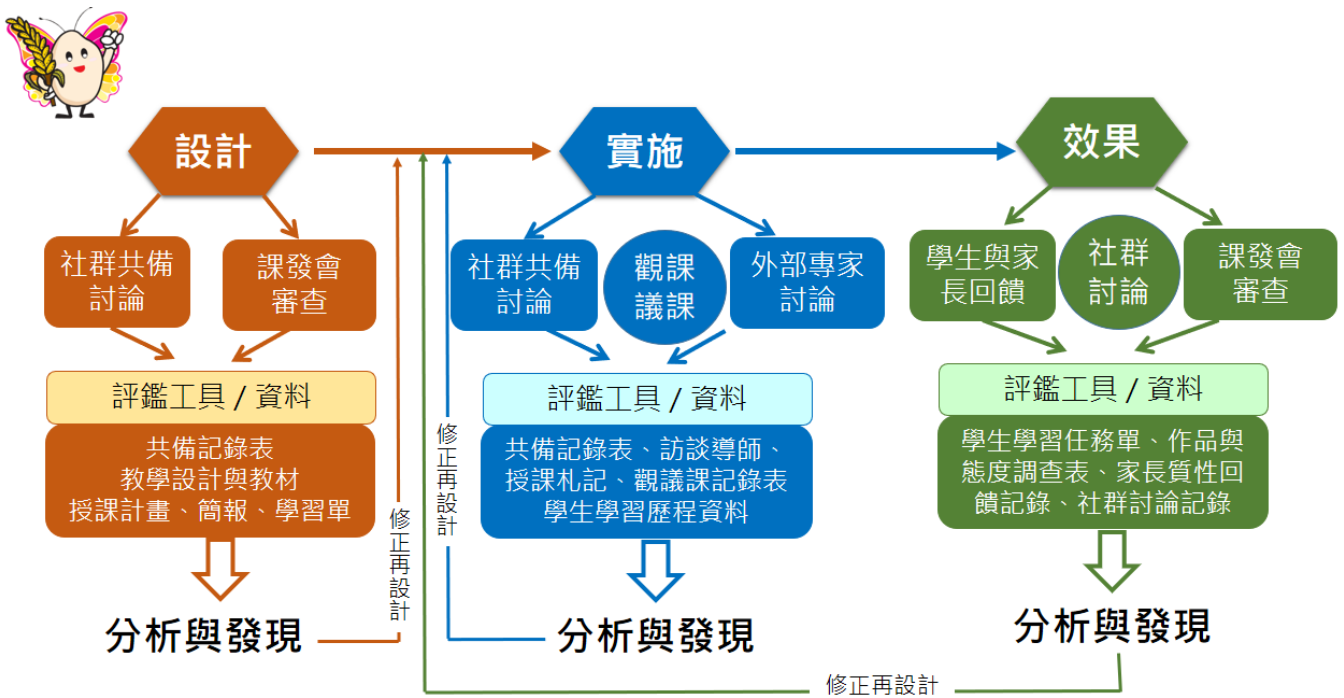 設計
實施
效果
社群共備
討論
課發會
審查
社群共備
討論
觀課
議課
外部專家
討論
學生與家
長回饋
社群
討論
課發會
審查
評鑑工具 / 資料
共備記錄表
教學設計與教材
授課計畫、簡報、學習單
評鑑工具 / 資料
共備記錄表、訪談導師、
授課札記、觀議課記錄表
學生學習歷程資料
評鑑工具 / 資料
學生學習任務單、作品與
態度調查表、家長質性回
饋記錄、社群討論記錄
修正再設計
修正再設計
分析與發現
分析與發現
分析與發現
修正再設計